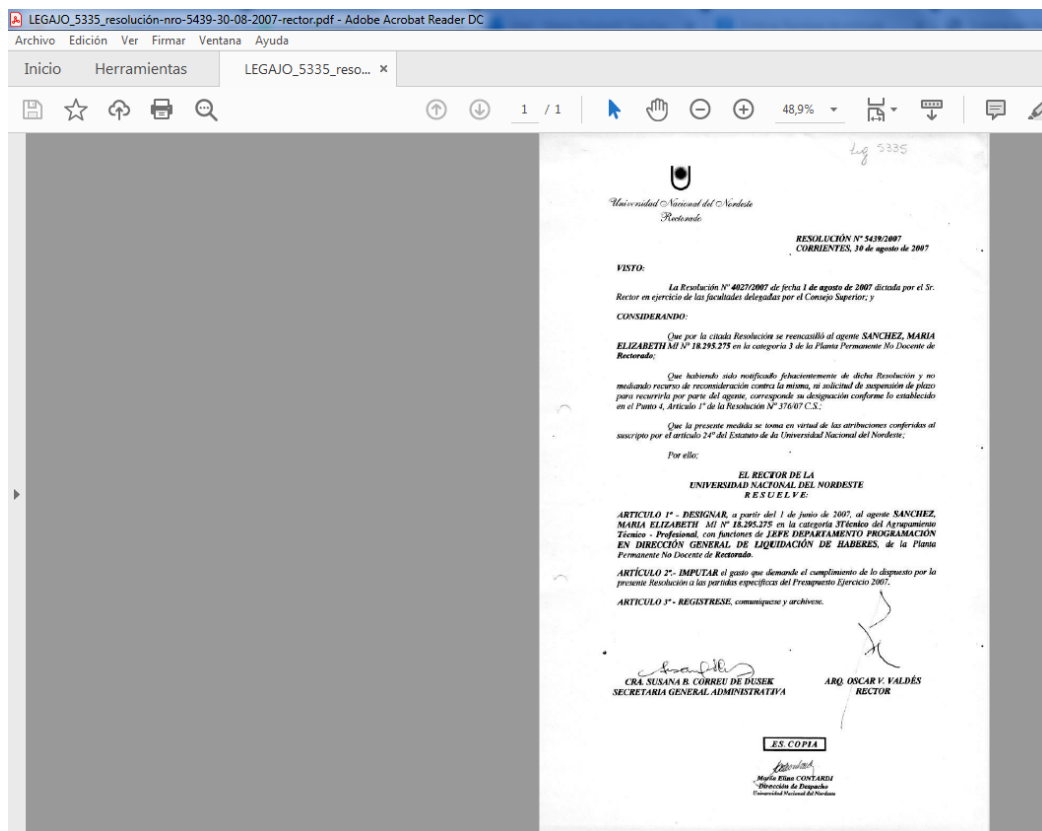 LEGAJO_5335_resolución-nro-5439-30-08-2007-rector.pdf - Adobe Acrobat Reader DC
Archivo Edición Ver Firmar Ventana Ayuda
Inicio Herramientas LEGAJO_5335_reso... ×
1 / 1 48,9%
Leg 5335
Universidad Nacional del Nordeste
Rectorado
RESOLUCIÓN Nº 5439/2007
CORRIENTES, 30 de agosto de 2007
VISTO:
La Resolución Nº 4027/2007 de fecha 1 de agosto de 2007 dictada por el Sr.
Rector en ejercicio de las facultades delegadas por el Consejo Superior; y
CONSIDERANDO:
Que por la citada Resolución se reencasilló al agente SANCHEZ, MARIA
ELIZABETH MI Nº 18.295.275 en la categoría 3 de la Planta Permanente No Docente de
Rectorado;
Que habiendo sido notificado fehacientemente de dicha Resolución y no
mediando recurso de reconsideración contra la misma, ni solicitud de suspensión de plazo
para recurrirla por parte del agente, corresponde su designación conforme lo establecido
en el Punto 4, Artículo 1º de la Resolución Nº 376/07 C.S.;
Que la presente medida se toma en virtud de las atribuciones conferidas al
suscripto por el artículo 24º del Estatuto de la Universidad Nacional del Nordeste;
Por ello:
EL RECTOR DE LA
UNIVERSIDAD NACIONAL DEL NORDESTE
R E S U E L V E:
ARTICULO 1º - DESIGNAR, a partir del 1 de junio de 2007, al agente SANCHEZ,
MARIA ELIZABETH MI Nº 18.295.275 en la categoría 3Técnico del Agrupamiento
Técnico - Profesional, con funciones de JEFE DEPARTAMENTO PROGRAMACIÓN
EN DIRECCIÓN GENERAL DE LIQUIDACIÓN DE HABERES, de la Planta
Permanente No Docente de Rectorado.
ARTÍCULO 2º.- IMPUTAR el gasto que demande el cumplimiento de lo dispuesto por la
presente Resolución a las partidas específicas del Presupuesto Ejercicio 2007.
ARTICULO 3º - REGISTRESE, comuníquese y archívese.
CRA. SUSANA B. CORREU DE DUSEK ARQ. OSCAR V. VALDÉS
SECRETARIA GENERAL ADMINISTRATIVA RECTOR
ES COPIA
María Elina CONTARDI
Dirección de Despacho
Universidad Nacional del Nordeste